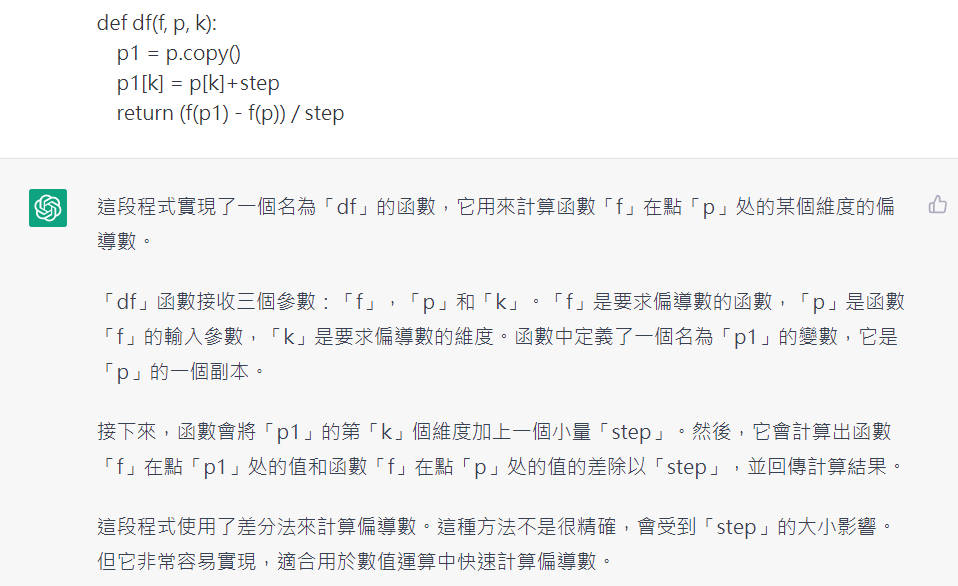 def df(f, p, k):
p1 = p.copy()
p1[k] = p[k]+step
return (f(p1) - f(p)) / step
這段程式實現了一個名為「df」的函數，它用來計算函數「f」在點「p」处的某個維度的偏
導數。
「df」函數接收三個參數：「f」，「p」和「k」。「f」是要求偏導數的函數，「p」是函數
「f」的輸入參數，「k」是要求偏導數的維度。函數中定義了一個名為「p1」的變數，它是
「p」的一個副本。
接下來，函數會將「p1」的第「k」個維度加上一個小量「step」。然後，它會計算出函數
「f」在點「p1」处的值和函數「f」在點「p」处的值的差除以「step」，並回傳計算結果。
這段程式使用了差分法來計算偏導數。這種方法不是很精確，會受到「step」的大小影響。
但它非常容易實現，適合用於數值運算中快速計算偏導數。